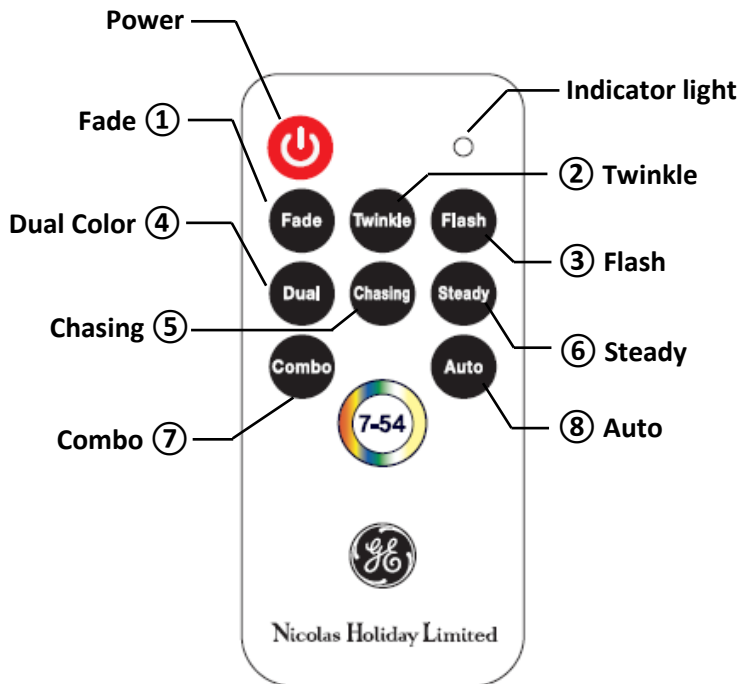 Power
Indicator light
Fade ①
② Twinkle
Fade Twinkle Flash
Dual Color ④
③ Flash
Dual Chasing Steady
Chasing ⑤
⑥ Steady
Combo Auto
7-54
Combo ⑦
⑧ Auto
GE
Nicolas Holiday Limited